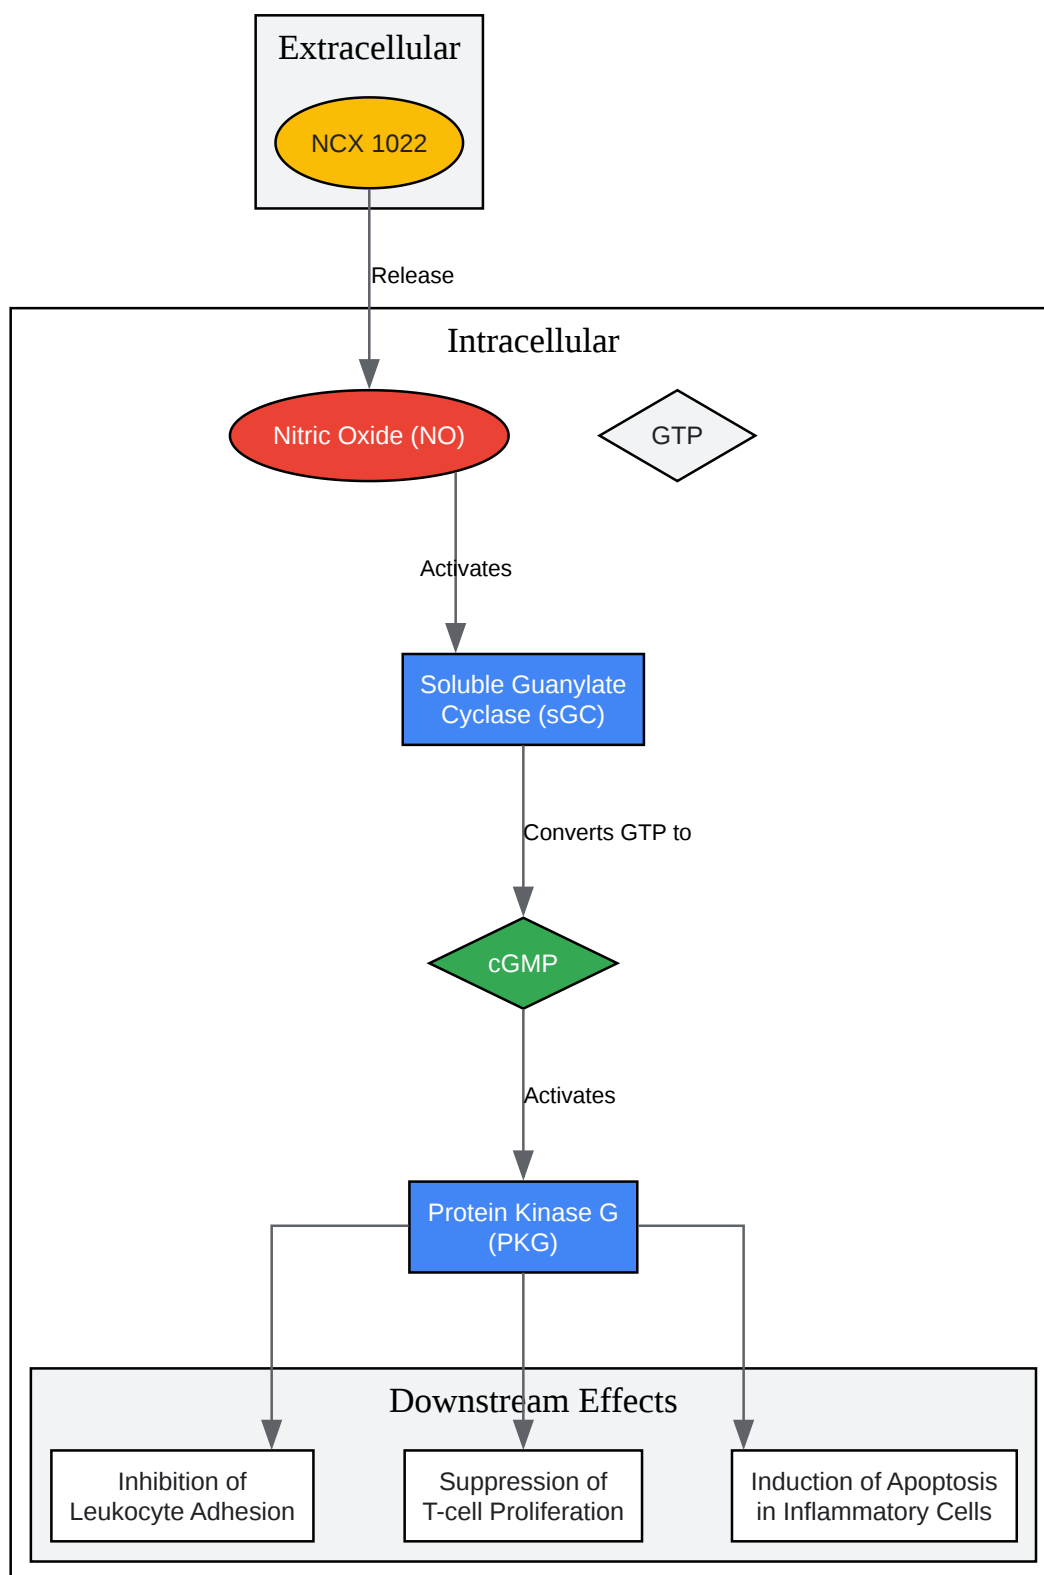 Extracellular
NCX 1022
Release
Intracellular
Nitric Oxide (NO)
GTP
Activates
Soluble Guanylate
Cyclase (sGC)
Converts GTP to
cGMP
Activates
Protein Kinase G
(PKG)
Downstream Effects
Inhibition of
Leukocyte Adhesion
Suppression of
T-cell Proliferation
Induction of Apoptosis
in Inflammatory Cells